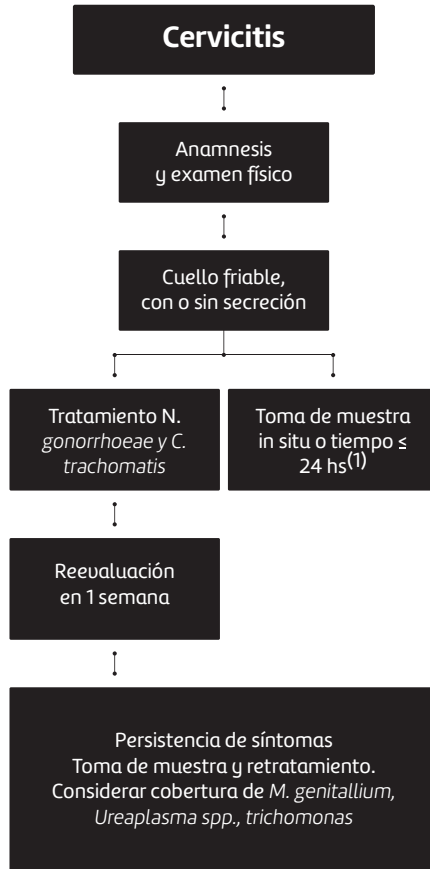 Cervicitis
Anamnesis
y examen físico
Cuello friable,
con o sin secreción
Tratamiento N.
gonorrhoeae y C.
trachomatis
Toma de muestra
in situ o tiempo ≤
24 hs(1)
Reevaluación
en 1 semana
Persistencia de síntomas
Toma de muestra y retratamiento.
Considerar cobertura de M. genitallium,
Ureaplasma spp., trichomonas